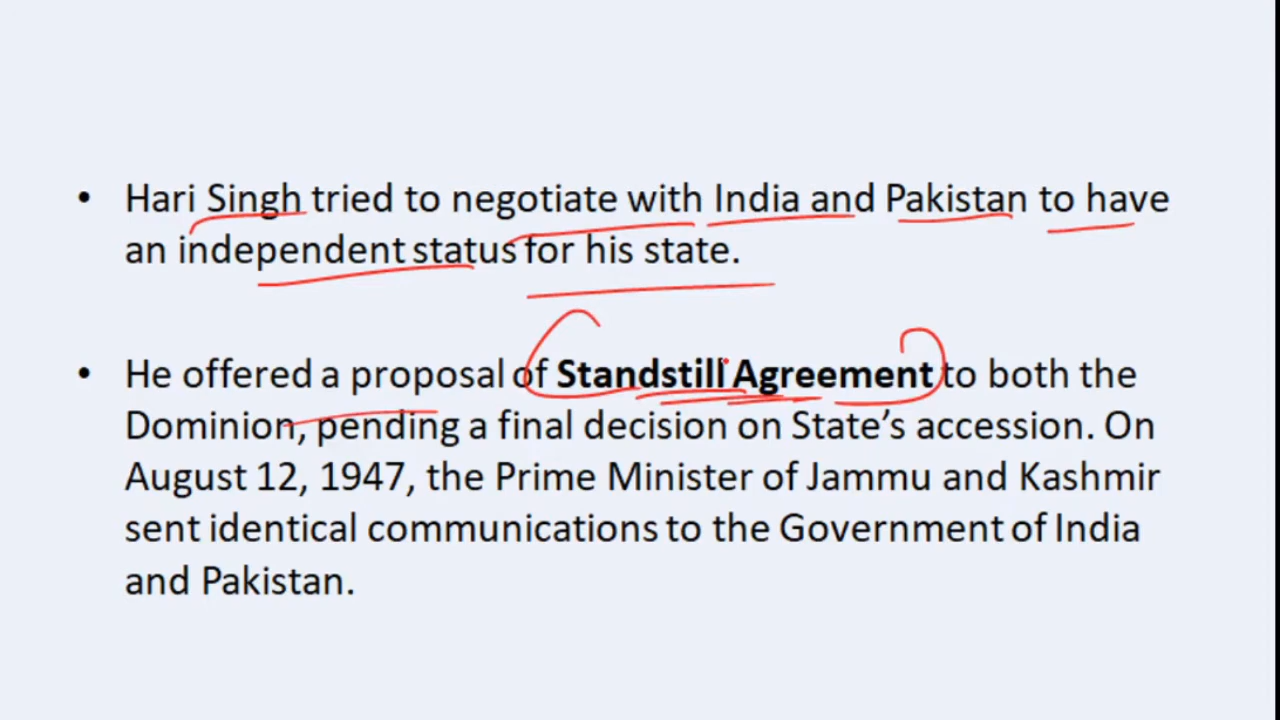 • Hari Singh tried to negotiate with India and Pakistan to have
an independent status for his state.
• He offered a proposal of Standstill Agreement to both the
Dominion, pending a final decision on State’s accession. On
August 12, 1947, the Prime Minister of Jammu and Kashmir
sent identical communications to the Government of India
and Pakistan.